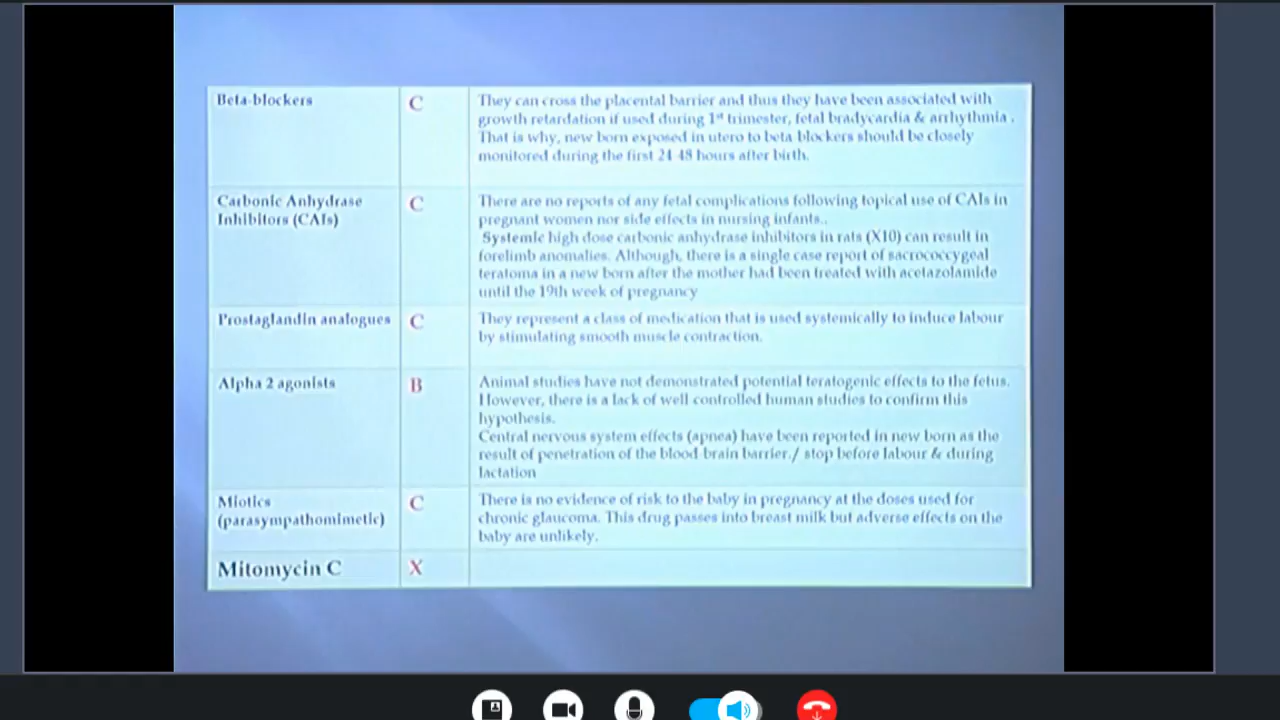 Beta-blockers
C
They can cross the placental barrier and thus they have been associated with
growth retardation if used during 1st trimester, fetal bradycardia & arrhythmia .
That is why, new born exposed in utero to beta blockers should be closely
monitored during the first 24-48 hours after birth.
Carbonic Anhydrase
Inhibitors (CAIs)
C
There are no reports of any fetal complications following topical use of CAIs in
pregnant women nor side effects in nursing infants..
Systemic high dose carbonic anhydrase inhibitors in rats (X10) can result in
forelimb anomalies. Although, there is a single case report of sacrococcygeal
teratoma in a new born after the mother had been treated with acetazolamide
until the 19th week of pregnancy
Prostaglandin analogues
C
They represent a class of medication that is used systemically to induce labour
by stimulating smooth muscle contraction.
Alpha 2 agonists
B
Animal studies have not demonstrated potential teratogenic effects to the fetus.
However, there is a lack of well controlled human studies to confirm this
hypothesis.
Central nervous system effects (apnea) have been reported in new born as the
result of penetration of the blood-brain barrier./ stop before labour & during
lactation
Miotics
(parasympathomimetic)
C
There is no evidence of risk to the baby in pregnancy at the doses used for
chronic glaucoma. This drug passes into breast milk but adverse effects on the
baby are unlikely.
Mitomycin C
X